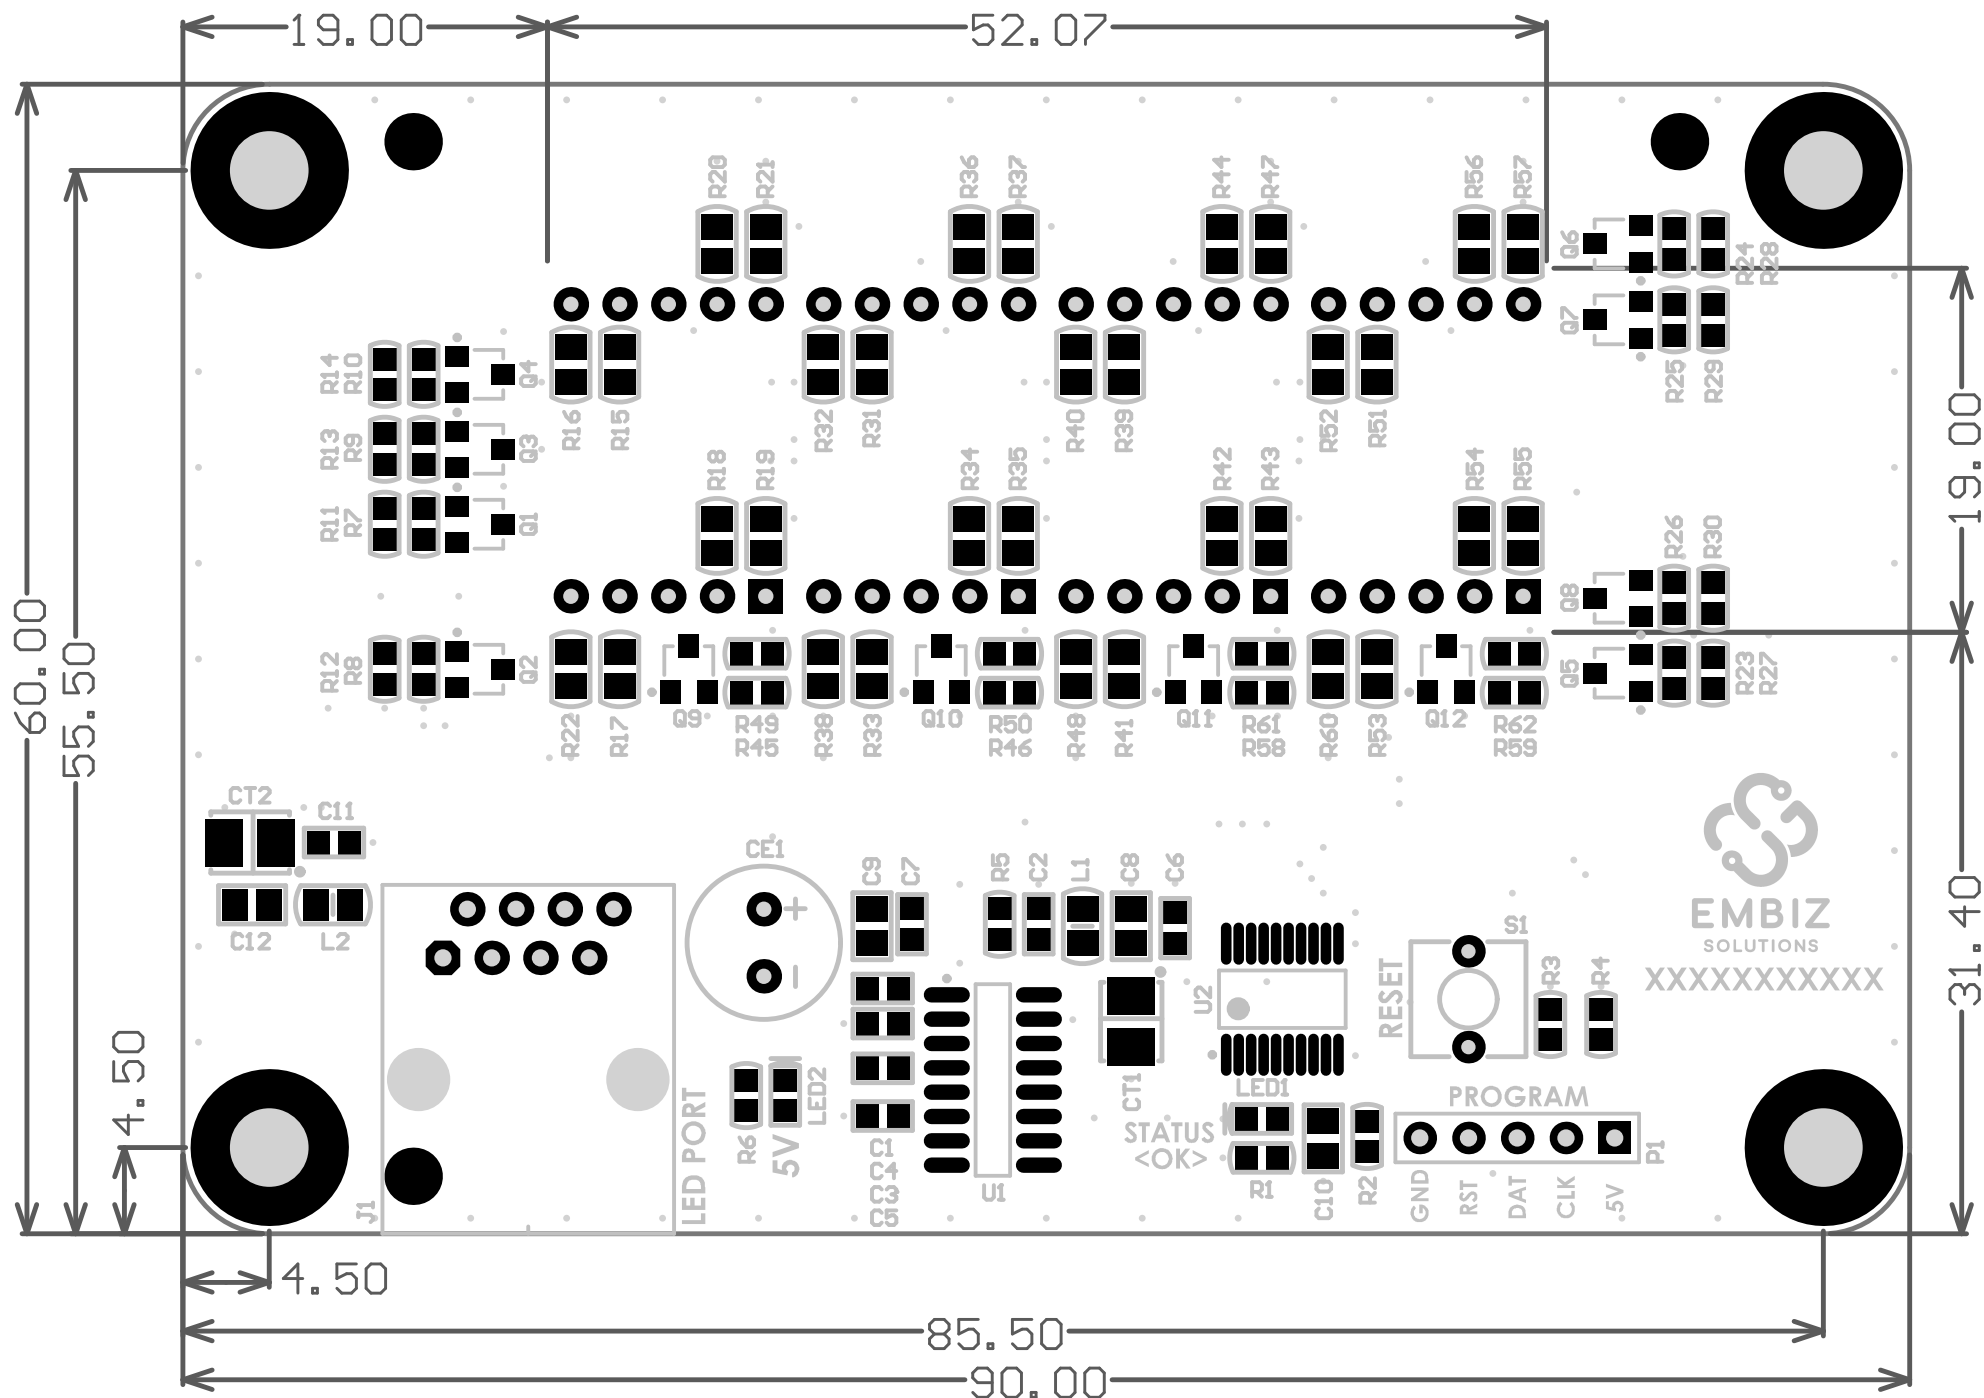 19.00
52.07
R20
R21
R36
R37
R44
R47
R56
R57
Q6
R24
R28
Q7
R25
R29
R14
R10
Q4
R16
R15
R32
R31
R40
R39
R52
R51
19.00
R13
R9
Q3
R18
R19
R34
R35
R42
R43
R54
R55
R11
R7
Q1
R26
R30
Q8
60.00
55.50
R12
R8
Q2
Q5
R23
R27
R22
R17
Q9
R49
R45
R38
R33
Q10
R50
R46
R48
R41
Q11
R61
R58
R60
R53
Q12
R62
R59
CT2
C11
C12
L2
CE1
+
-
C9
C7
R5
C2
L1
C8
C6
S1
EMBIZ
SOLUTIONS
XXXXXXXXXXX
31.40
U2
RESET
R3
R4
4.50
LED2
LED PORT
R6
5V
CT1
LED1
STATUS
<OK>
PROGRAM
P1
C1
C4
C3
C5
U1
R1
C10
R2
GND
RST
DAT
CLK
5V
J1
4.50
85.50
90.00